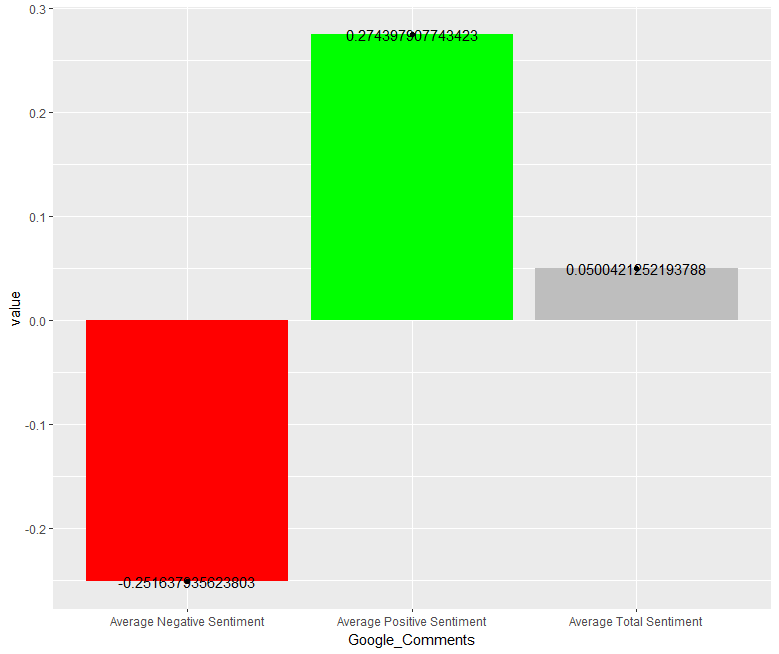 0.3
0.274397907743423
0.2
0.1
0.0500421252193788
0.0
-0.1
-0.2
-0.251637935623803
value
Average Negative Sentiment
Average Positive Sentiment
Average Total Sentiment
Google_Comments